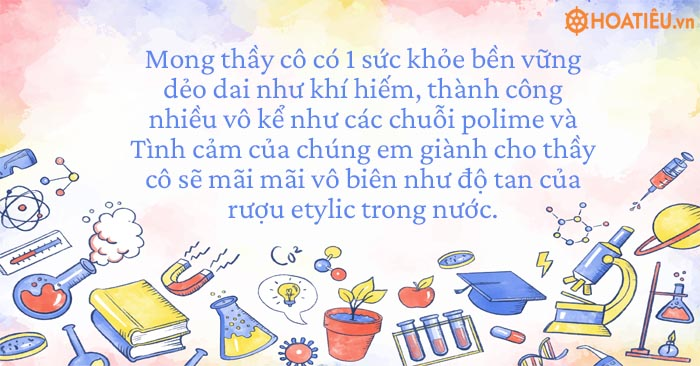 HOATIÊU.vn
Mong thầy cô có 1 sức khỏe bền vững
dẻo dai như khí hiếm, thành công
nhiều vô kể như các chuỗi polime và
Tình cảm của chúng em giành cho thầy
cô sẽ mãi mãi vô biên như độ tan của
rượu etylic trong nước.
Co2